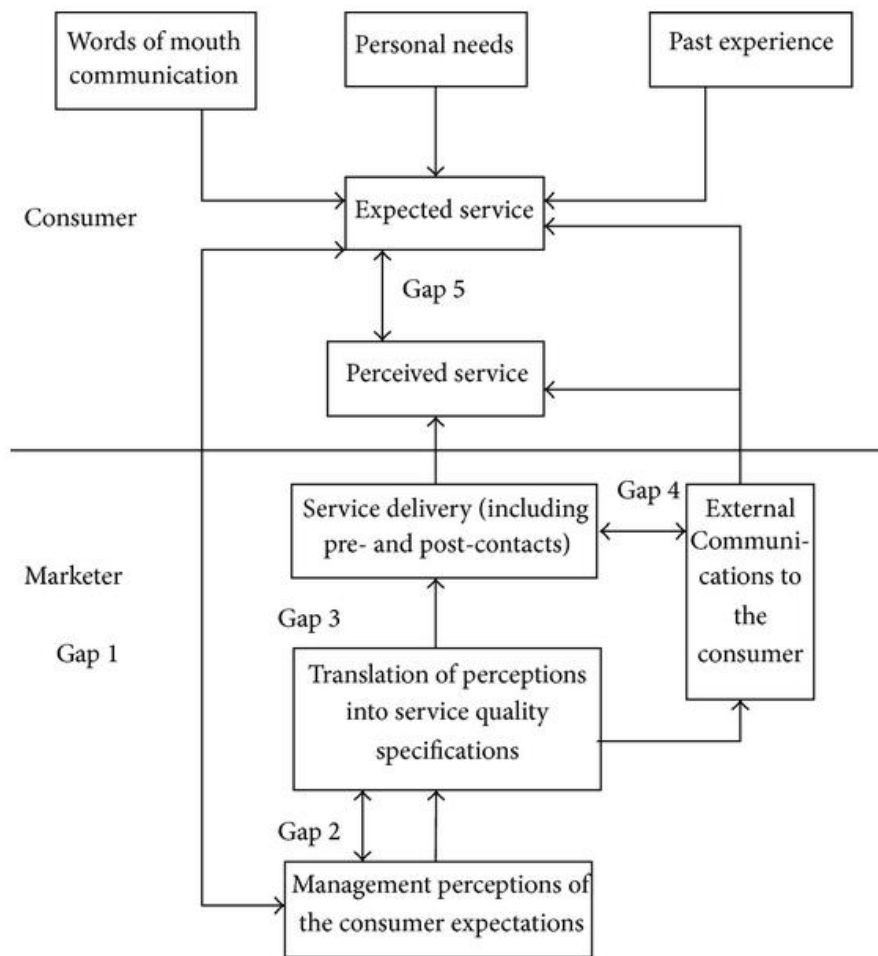 Words of mouth
communication
Personal needs
Past experience
Expected service
Consumer
Gap 5
Perceived service
Service delivery (including
pre- and post-contacts)
Gap 4
External
Communi-
cations to
the
consumer
Marketer
Gap 3
Gap 1
Translation of perceptions
into service quality
specifications
Gap 2
Management perceptions of
the consumer expectations